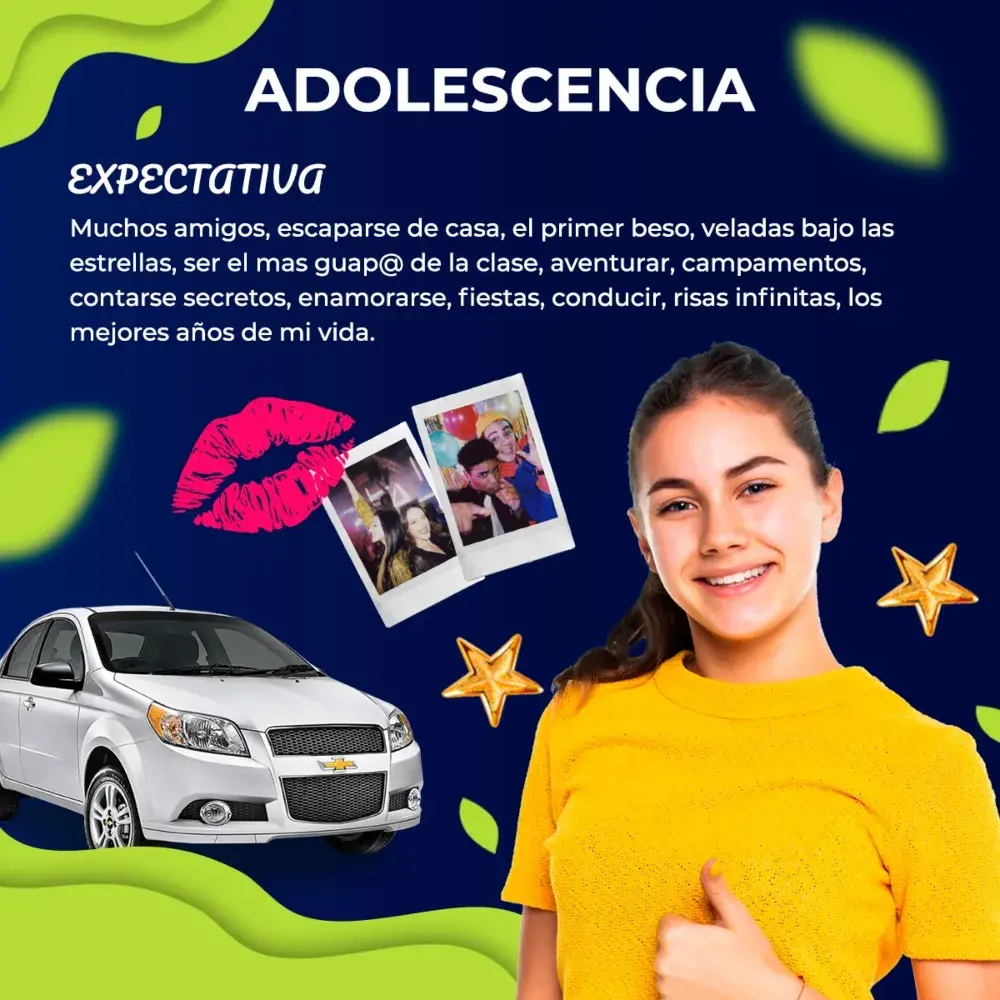 ADOLESCENCIA
EXPECTATIVA
Muchos amigos, escaparse de casa, el primer beso, veladas bajo las
estrellas, ser el mas guap@ de la clase, aventurar, campamentos,
contarse secretos, enamorarse, fiestas, conducir, risas infinitas, los
mejores años de mi vida.